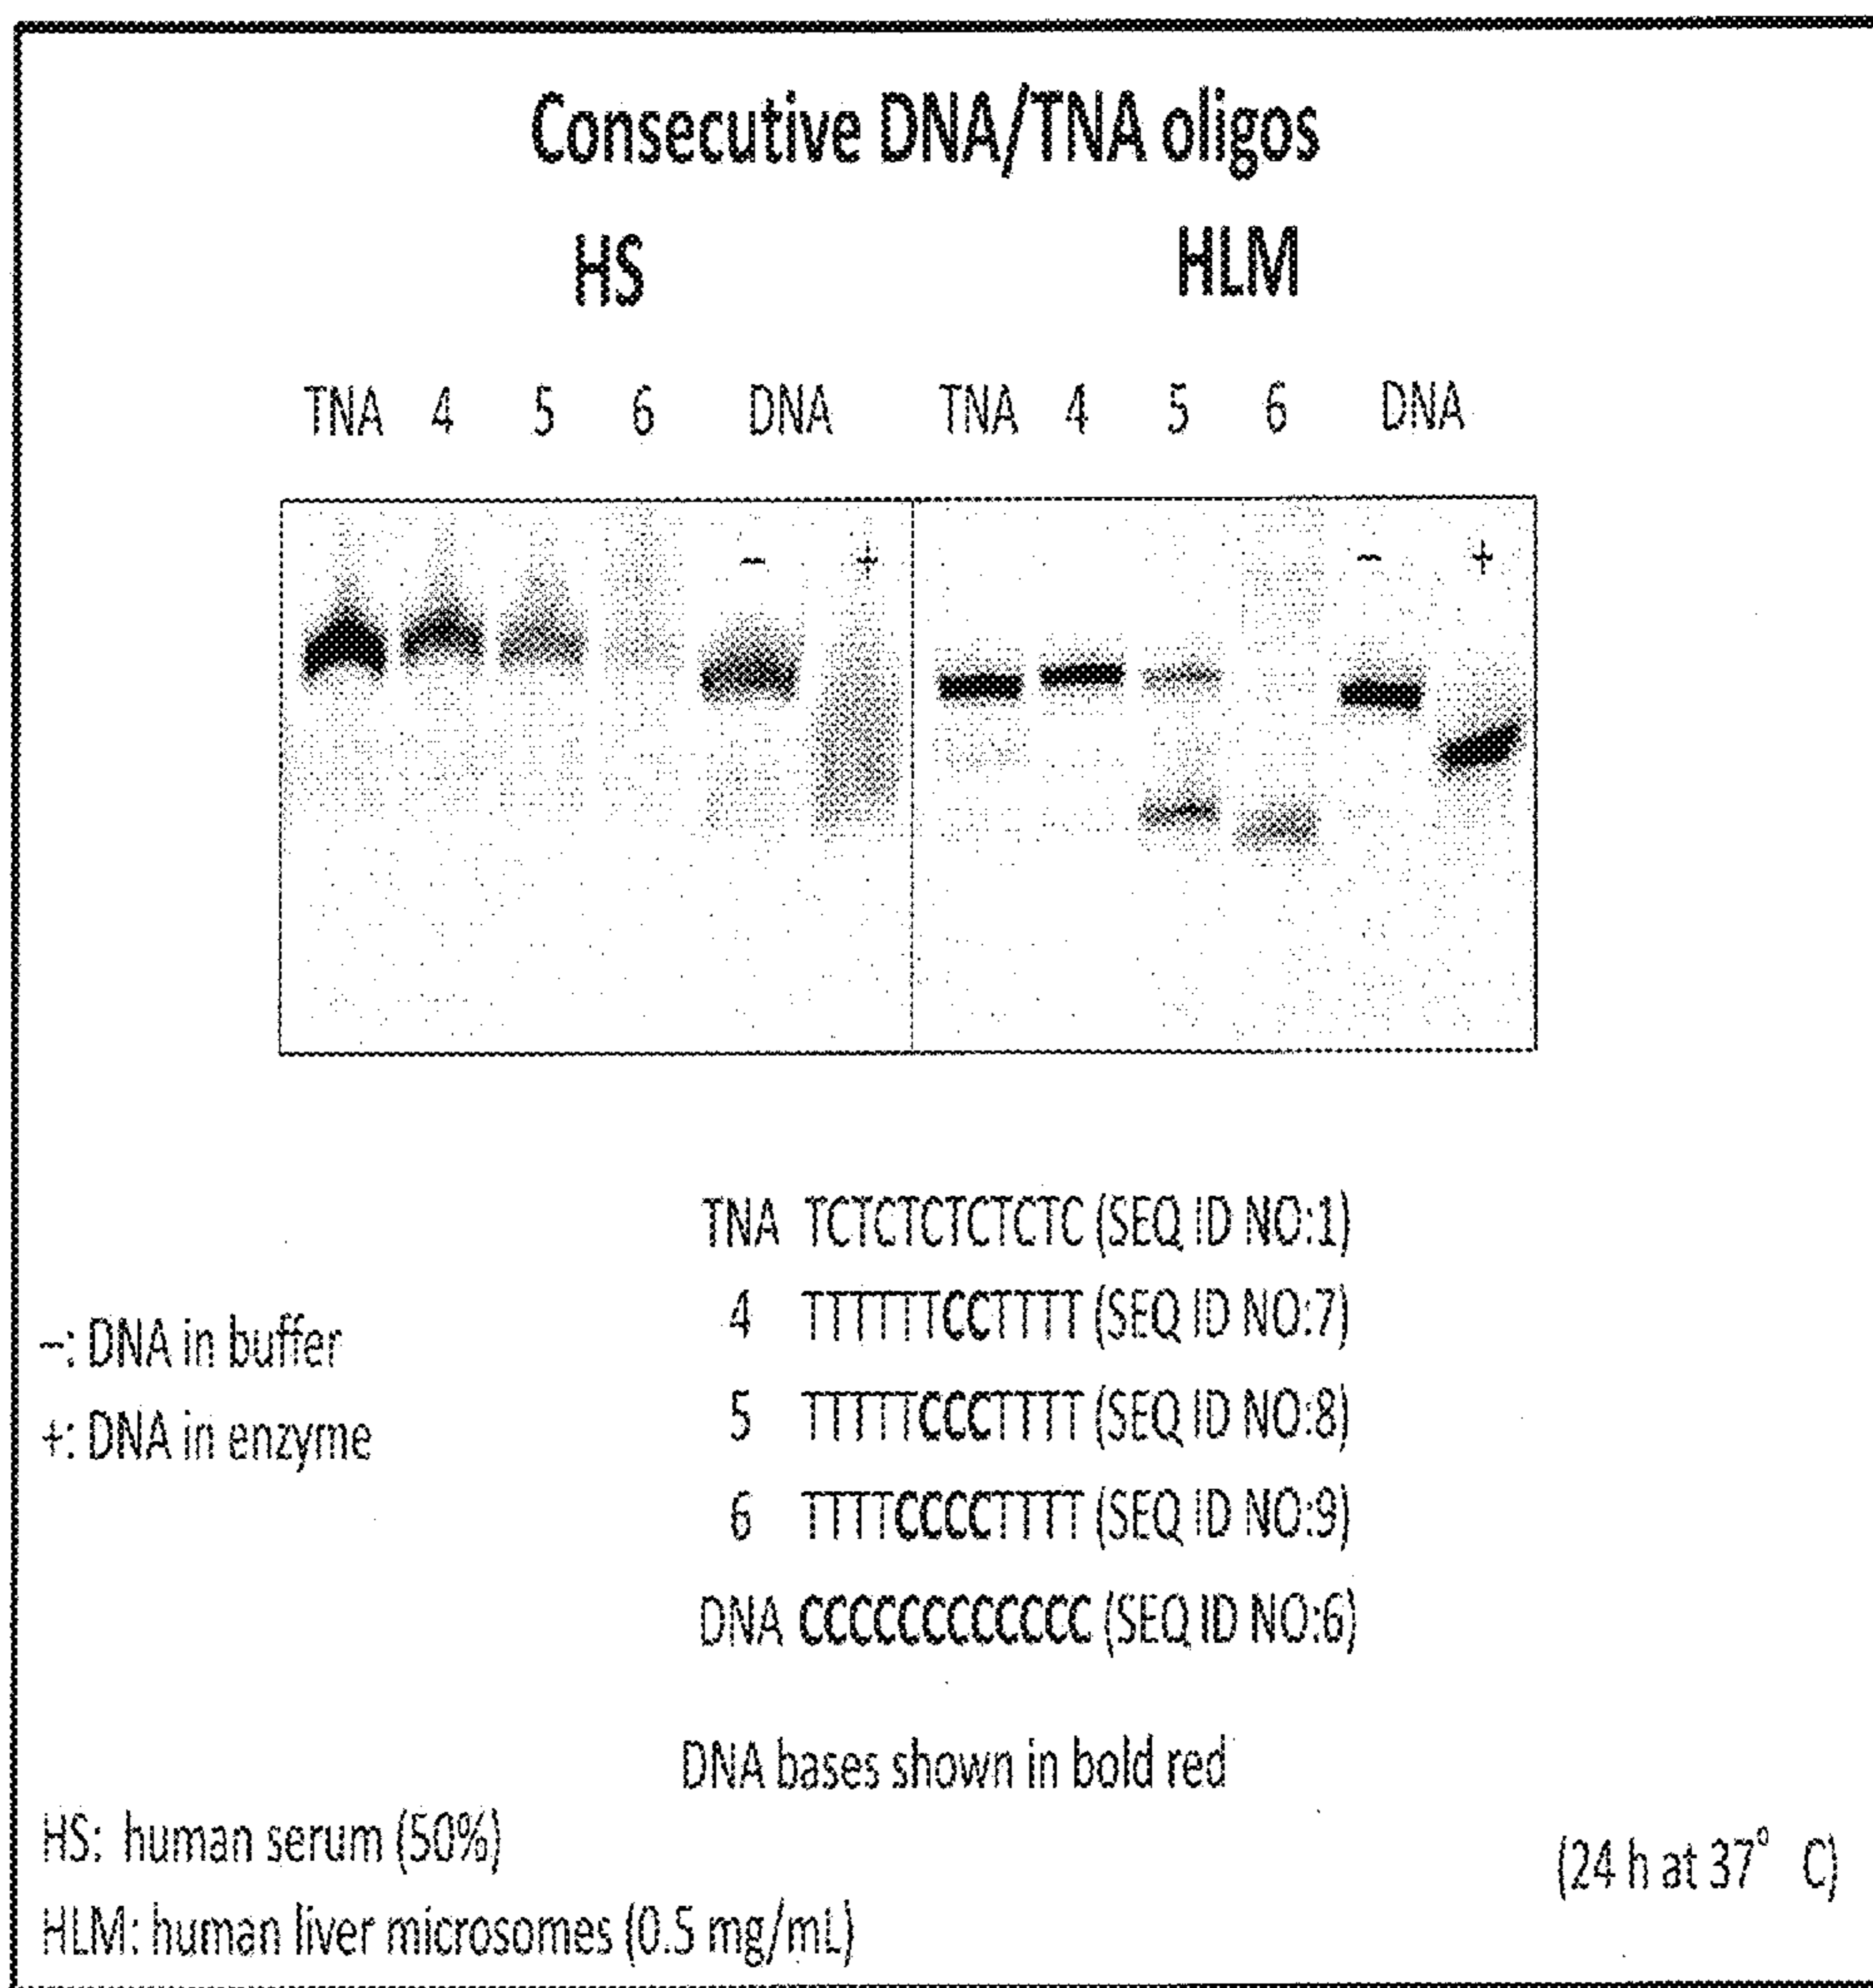 Consecutive DNA/TNA oligos
HS HLM
TNA 4 5 6 DNA TNA 4 5 6 DNA
– + – +
TNA TCTCTCTCTCTC (SEQ ID NO:1)
4 TTTTTTCCTTTT (SEQ ID NO:7)
5 TTTTTCCCTTTT (SEQ ID NO:8)
6 TTTTCCCCTTTT (SEQ ID NO:9)
DNA CCCCCCCCCCCC (SEQ ID NO:6)
–: DNA in buffer
+: DNA in enzyme
DNA bases shown in bold red
HS: human serum (50%)
HLM: human liver microsomes (0.5 mg/mL)
(24 h at 37° C)